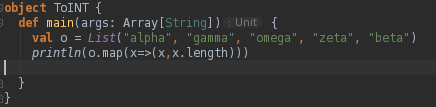 object ToINT {
def main(args: Array[String]) : Unit {
val o = List("alpha", "gamma", "omega", "zeta", "beta")
println(o.map(x=>(x,x.length)))
}
}